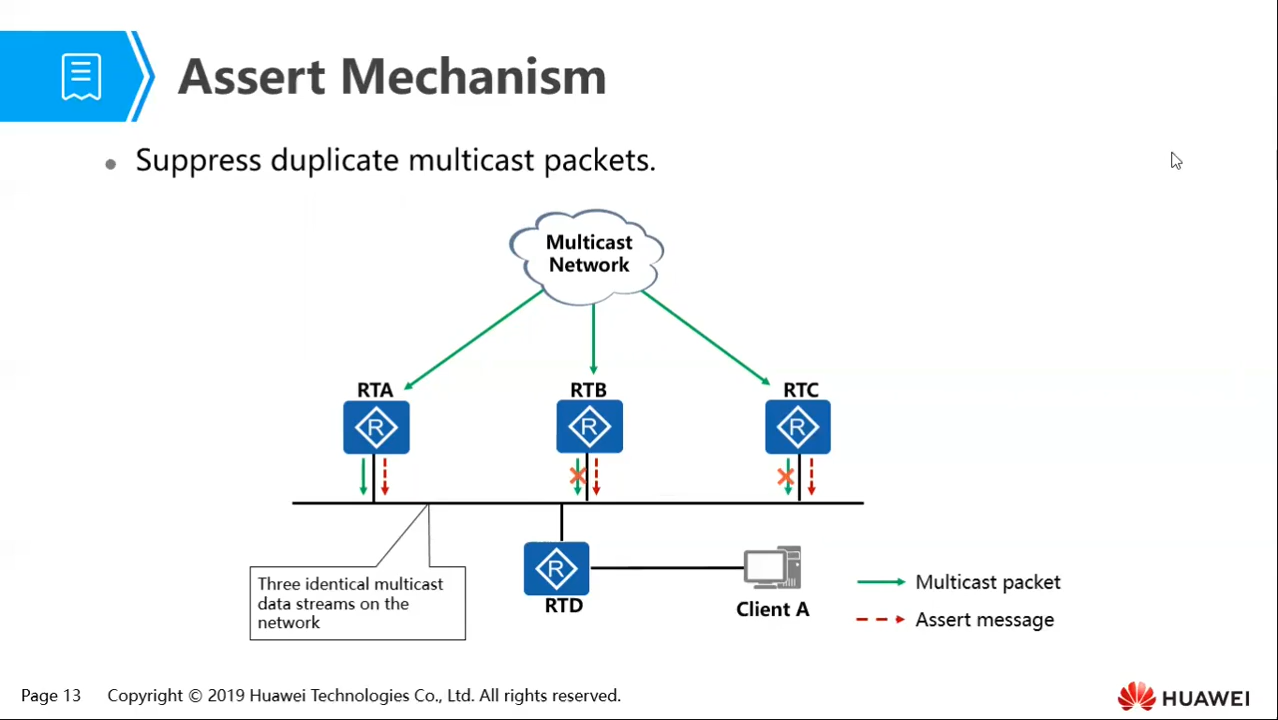 Assert Mechanism
Suppress duplicate multicast packets.
Multicast
Network
RTA
RTB
RTC
R
R
R
Three identical multicast
data streams on the
network
R
RTD
Client A
Multicast packet
Assert message
Page 13
Copyright © 2019 Huawei Technologies Co., Ltd. All rights reserved.
HUAWEI